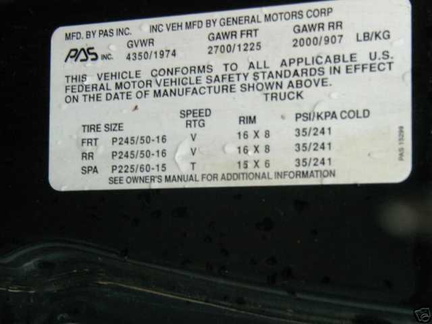 MFD. BY PAS INC. INC VEH MFD BY GENERAL MOTORS CORP
PAS INC. GVWR GAWR FRT GAWR RR
4350/1974 2700/1225 2000/907 LB/KG
THIS VEHICLE CONFORMS TO ALL APPLICABLE U.S.
FEDERAL MOTOR VEHICLE SAFETY STANDARDS IN EFFECT
ON THE DATE OF MANUFACTURE SHOWN ABOVE.
TRUCK
TIRE SIZE SPEED RTG RIM PSI/KPA COLD
FRT P245/50-16 V 16 X 8 35/241
RR P245/50-16 V 16 X 8 35/241
SPA P225/60-15 T 15 X 6 35/241
SEE OWNER'S MANUAL FOR ADDITIONAL INFORMATION
PAS 15299